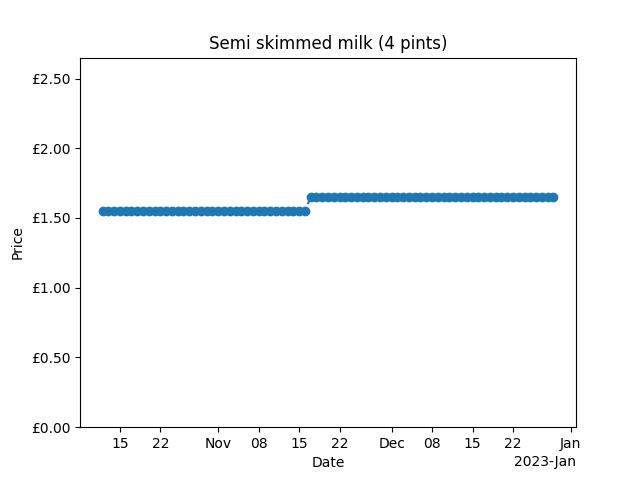 Semi skimmed milk (4 pints)
£2.50
£2.00
£1.50
£1.00
£0.50
£0.00
Price
15 22 Nov 08 15 22 Dec 08 15 22 Jan
Date
2023-Jan